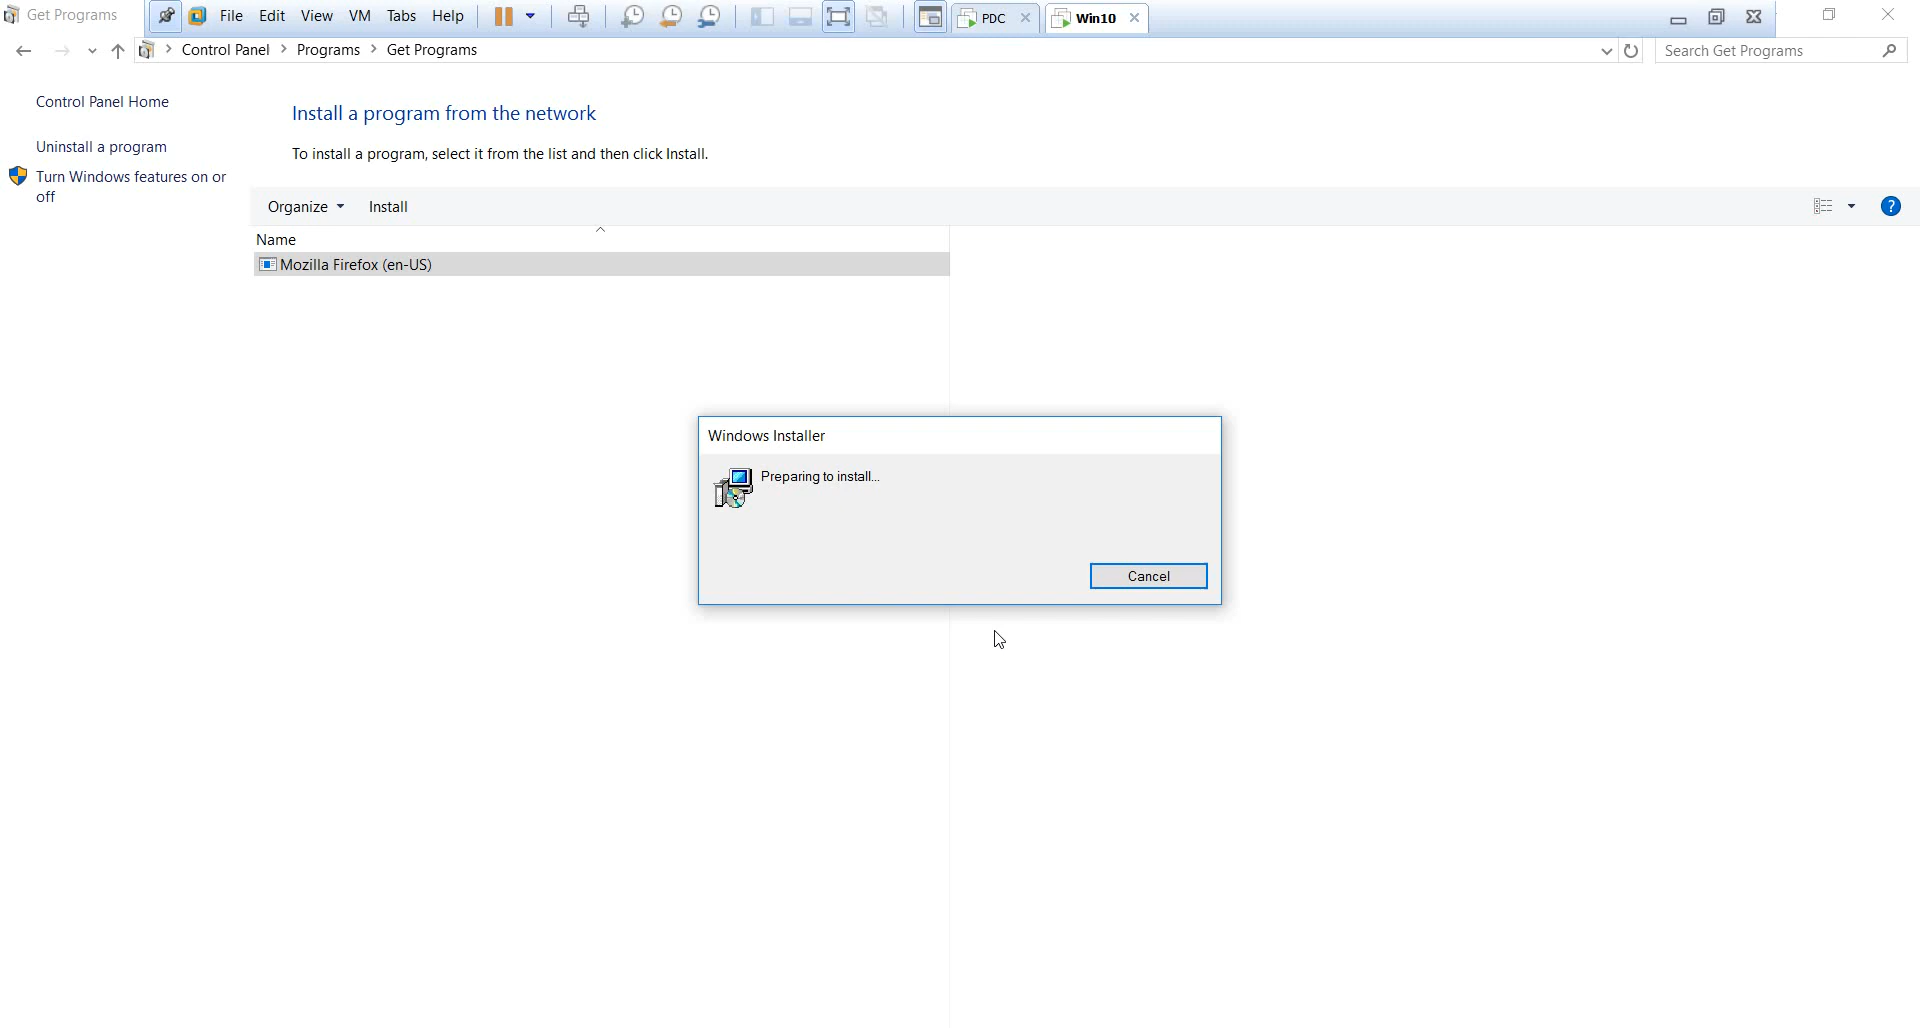 Get Programs
File Edit View VM Tabs Help
PDC
Win10
Control Panel > Programs > Get Programs
Search Get Programs
Control Panel Home
Uninstall a program
Turn Windows features on or
off
Install a program from the network
To install a program, select it from the list and then click Install.
Organize Install
?
Name
Mozilla Firefox (en-US)
Windows Installer
Preparing to install...
Cancel